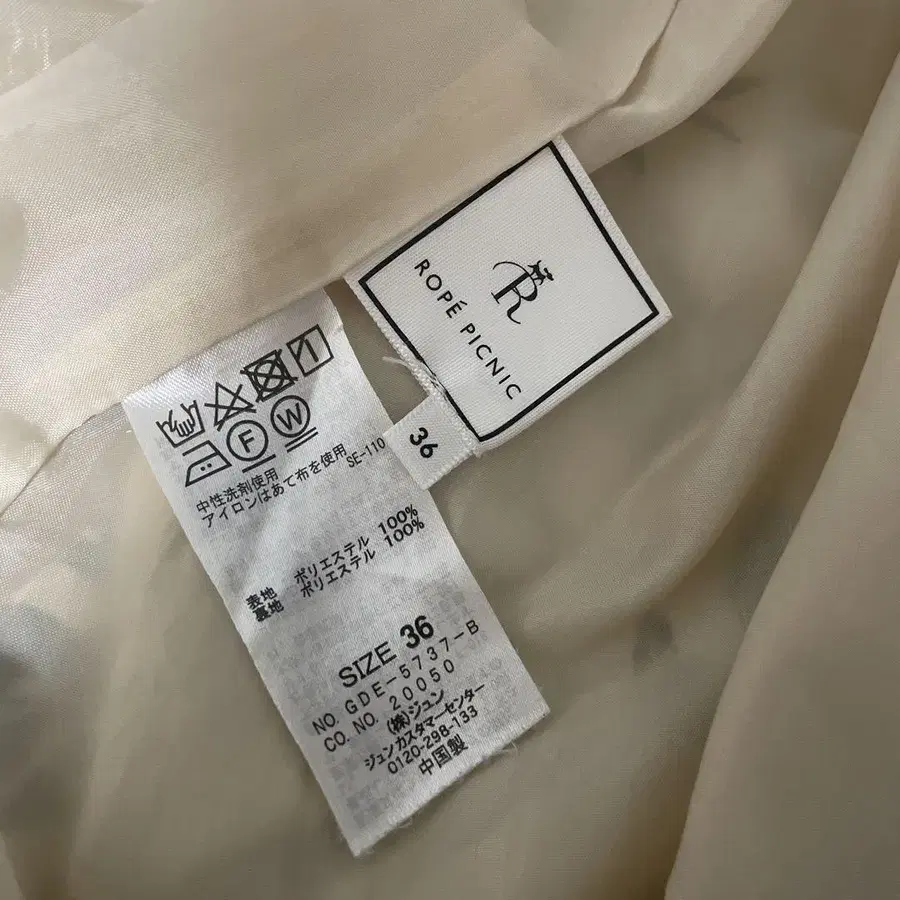 R
ROPÉ PICNIC
36
F W
中性洗剤使用
アイロンはあて布を使用
SE-110
表地 ポリエステル 100%
裏地 ポリエステル 100%
SIZE 36
NO. GDE-5737-B
CO. NO. 20050
(株)ジュン
ジュンカスタマーセンター
0120-298-133
中国製